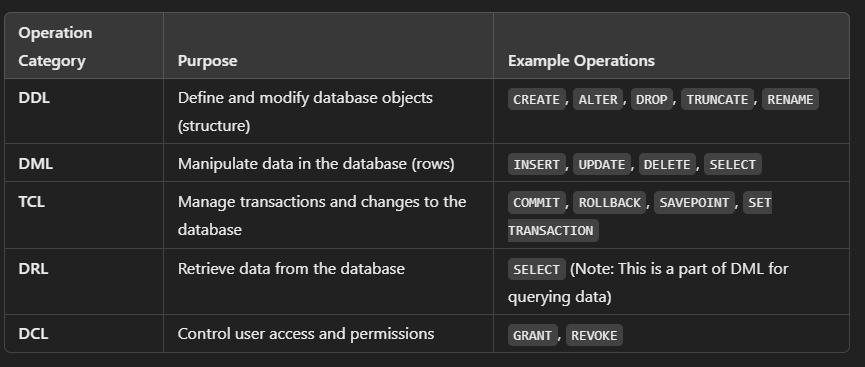 Operation Category | Purpose | Example Operations
DDL | Define and modify database objects (structure) | CREATE, ALTER, DROP, TRUNCATE, RENAME
DML | Manipulate data in the database (rows) | INSERT, UPDATE, DELETE, SELECT
TCL | Manage transactions and changes to the database | COMMIT, ROLLBACK, SAVEPOINT, SET TRANSACTION
DRL | Retrieve data from the database | SELECT (Note: This is a part of DML for querying data)
DCL | Control user access and permissions | GRANT, REVOKE